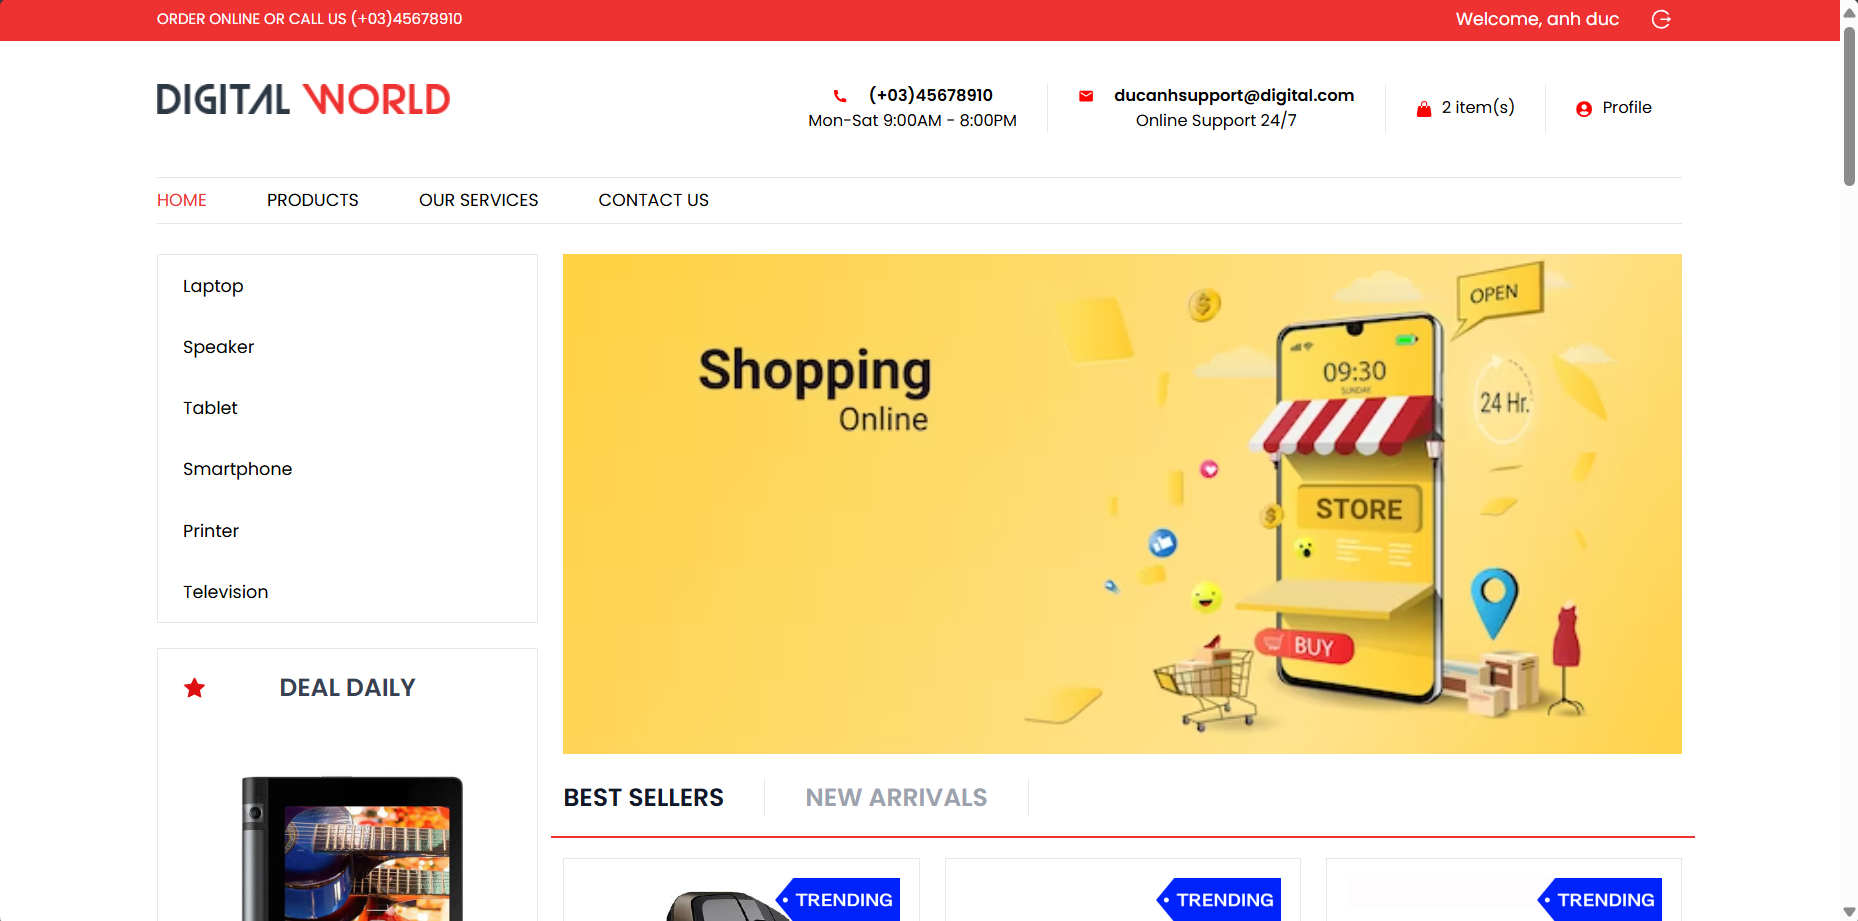 ORDER ONLINE OR CALL US (+03)45678910
Welcome, anh duc
DIGITAL WORLD
(+03)45678910
Mon-Sat 9:00AM - 8:00PM
ducanhsupport@digital.com
Online Support 24/7
2 item(s)
Profile
HOME
PRODUCTS
OUR SERVICES
CONTACT US
Laptop
Speaker
Tablet
Smartphone
Printer
Television
Shopping
Online
OPEN
09:30
SUNDAY
24 Hr.
STORE
BUY
DEAL DAILY
BEST SELLERS
NEW ARRIVALS
TRENDING
TRENDING
TRENDING